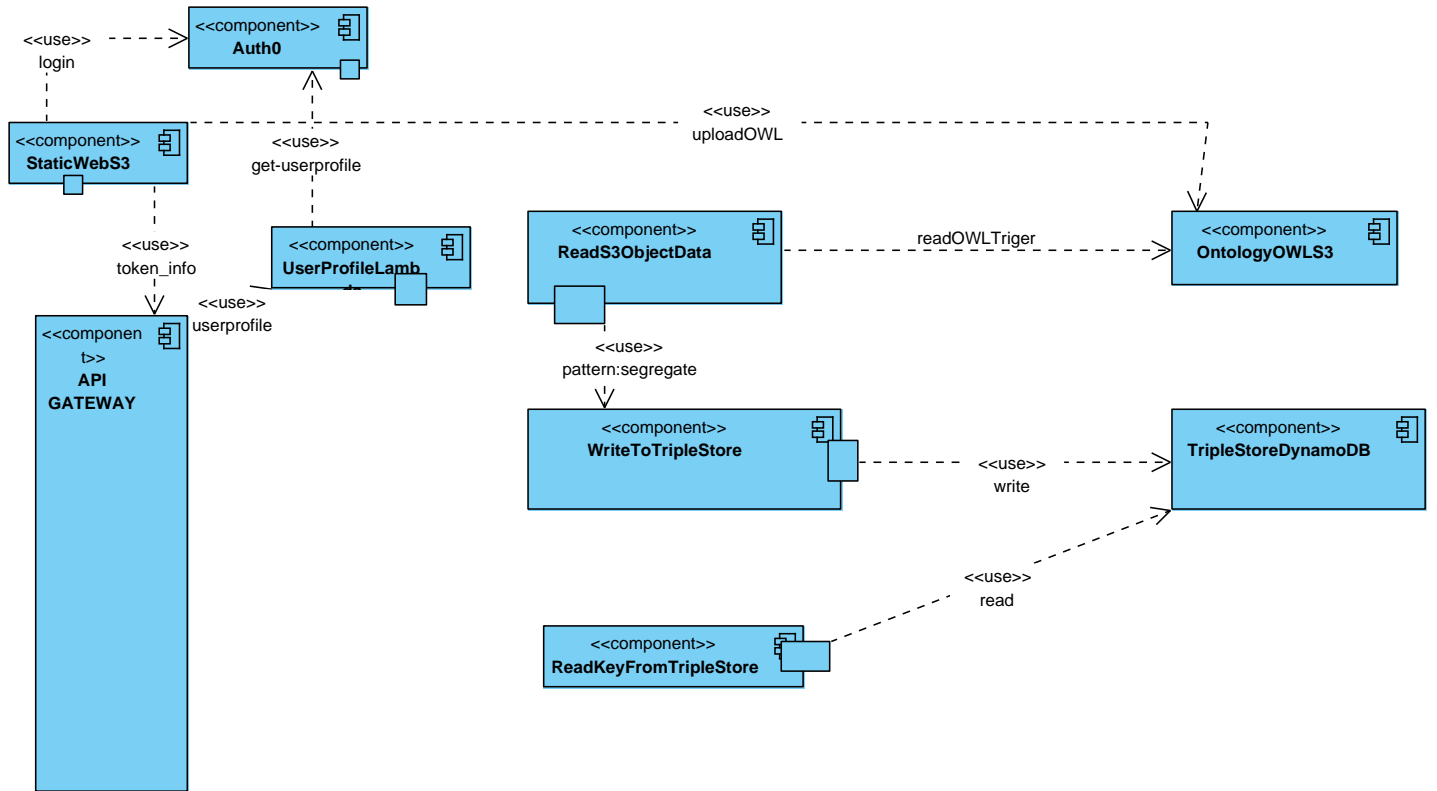 <<component>>
Auth0
<<use>>
login
<<component>>
StaticWebS3
<<use>>
get-userprofile
<<use>>
uploadOWL
<<use>>
token_info
<<component>>
UserProfileLamb
<<use>>
userprofile
<<component>>
ReadS3ObjectData
readOWLTriger
<<component>>
OntologyOWLS3
<<componen
t>>
API
GATEWAY
<<use>>
pattern:segregate
<<component>>
WriteToTripleStore
<<use>>
write
<<component>>
TripleStoreDynamoDB
<<use>>
read
<<component>>
ReadKeyFromTripleStore